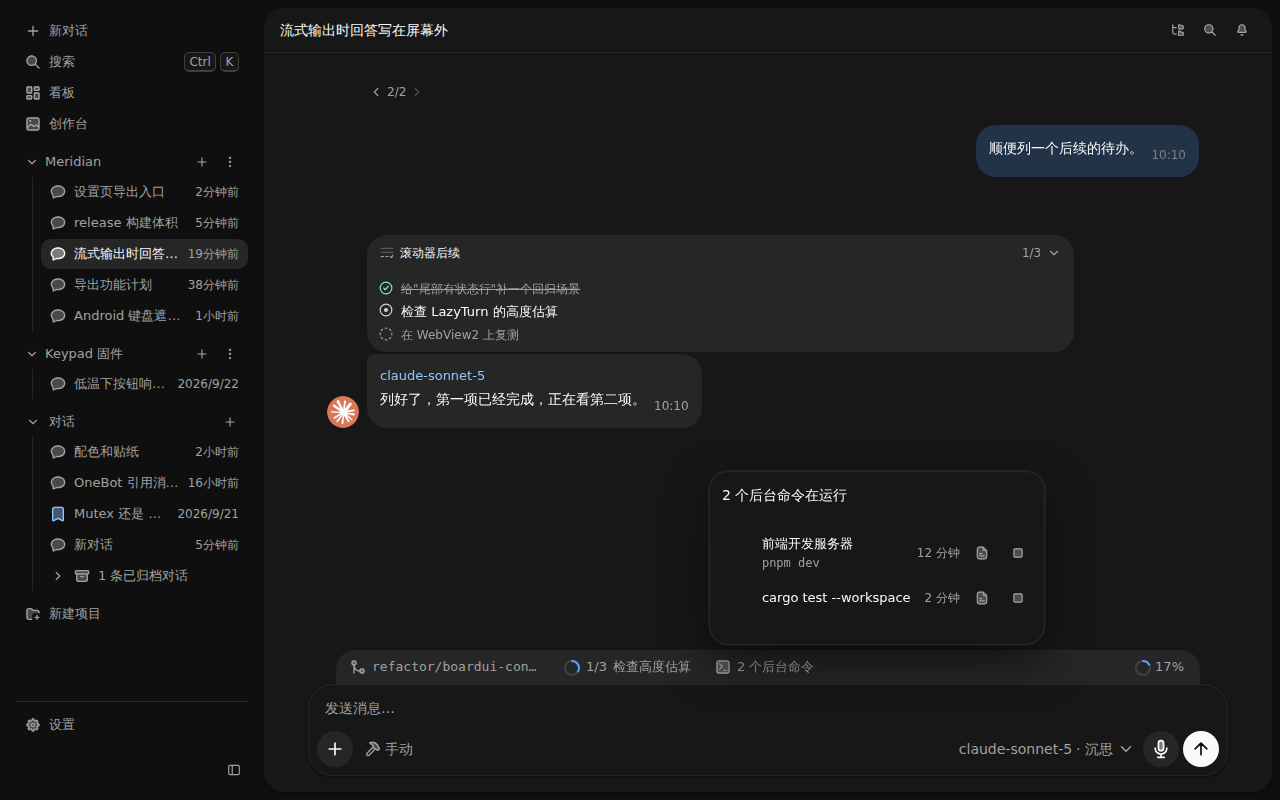 新对话
搜索 Ctrl K
看板
创作台
Meridian
设置页导出入口 2分钟前
release 构建体积 5分钟前
流式输出时回答… 19分钟前
导出功能计划 38分钟前
Android 键盘遮… 1小时前
Keypad 固件
低温下按钮响… 2026/9/22
对话
配色和贴纸 2小时前
OneBot 引用消… 16小时前
Mutex 还是 … 2026/9/21
新对话 5分钟前
1 条已归档对话
新建项目
设置
流式输出时回答写在屏幕外
2/2
顺便列一个后续的待办。 10:10
滚动器后续 1/3
给"尾部有状态行"补一个回归场景
检查 LazyTurn 的高度估算
在 WebView2 上复测
claude-sonnet-5
列好了，第一项已经完成，正在看第二项。 10:10
2 个后台命令在运行
前端开发服务器 12 分钟
pnpm dev
cargo test --workspace 2 分钟
refactor/boardui-con… 1/3 检查高度估算 2 个后台命令 17%
发送消息…
手动 claude-sonnet-5 · 沉思